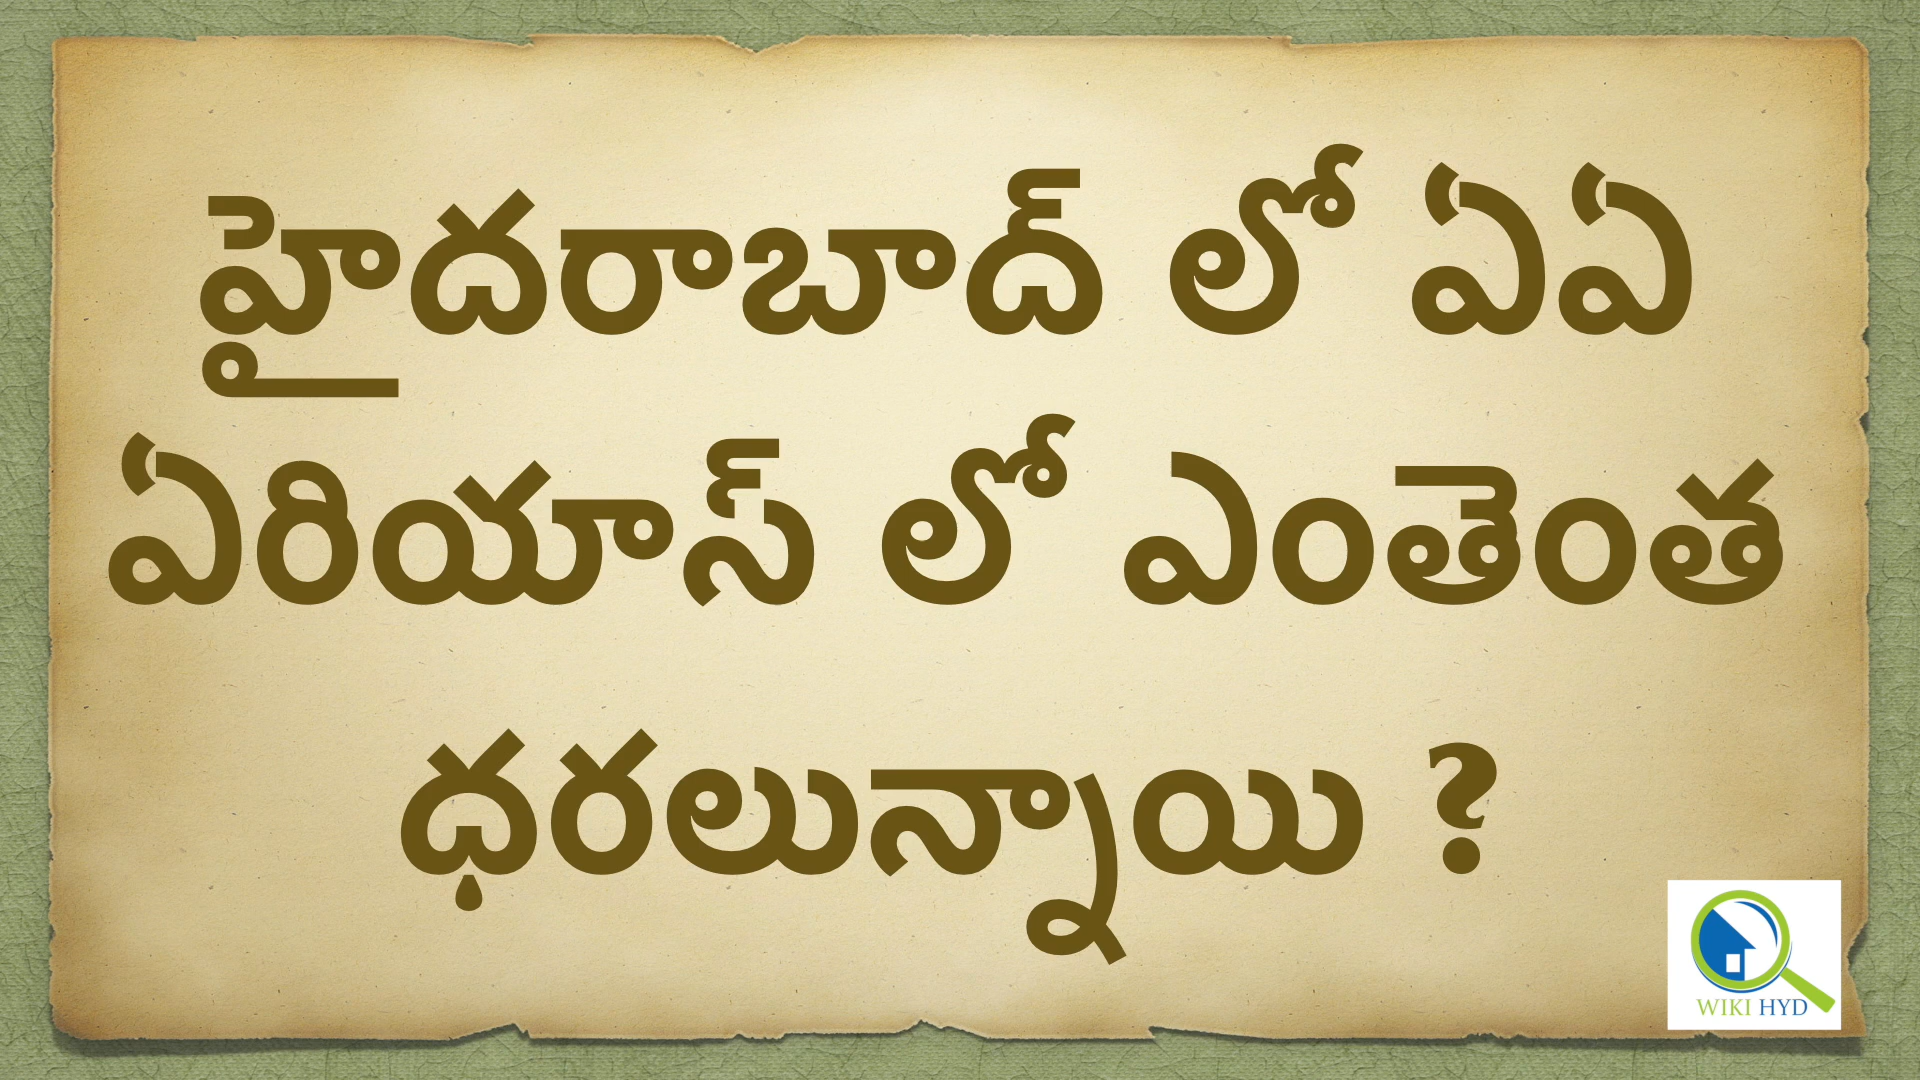 హైదరాబాద్ లో ఏఏ
ఏరియాస్ లో ఎంతెంత
ధరలున్నాయి ?
WIKI HYD